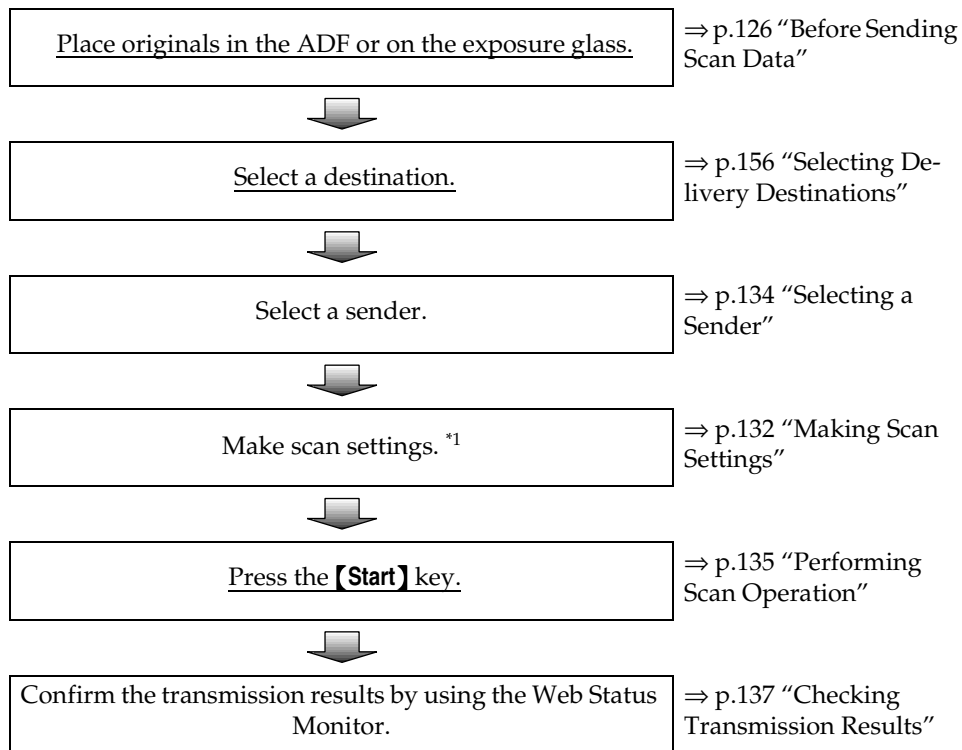 Place originals in the ADF or on the exposure glass.
⇒ p.126 “Before Sending
Scan Data”
Select a destination.
⇒ p.156 “Selecting De-
livery Destinations”
Select a sender.
⇒ p.134 “Selecting a
Sender”
Make scan settings. *1
⇒ p.132 “Making Scan
Settings”
Press the【Start】key.
⇒ p.135 “Performing
Scan Operation”
Confirm the transmission results by using the Web Status
Monitor.
⇒ p.137 “Checking
Transmission Results”